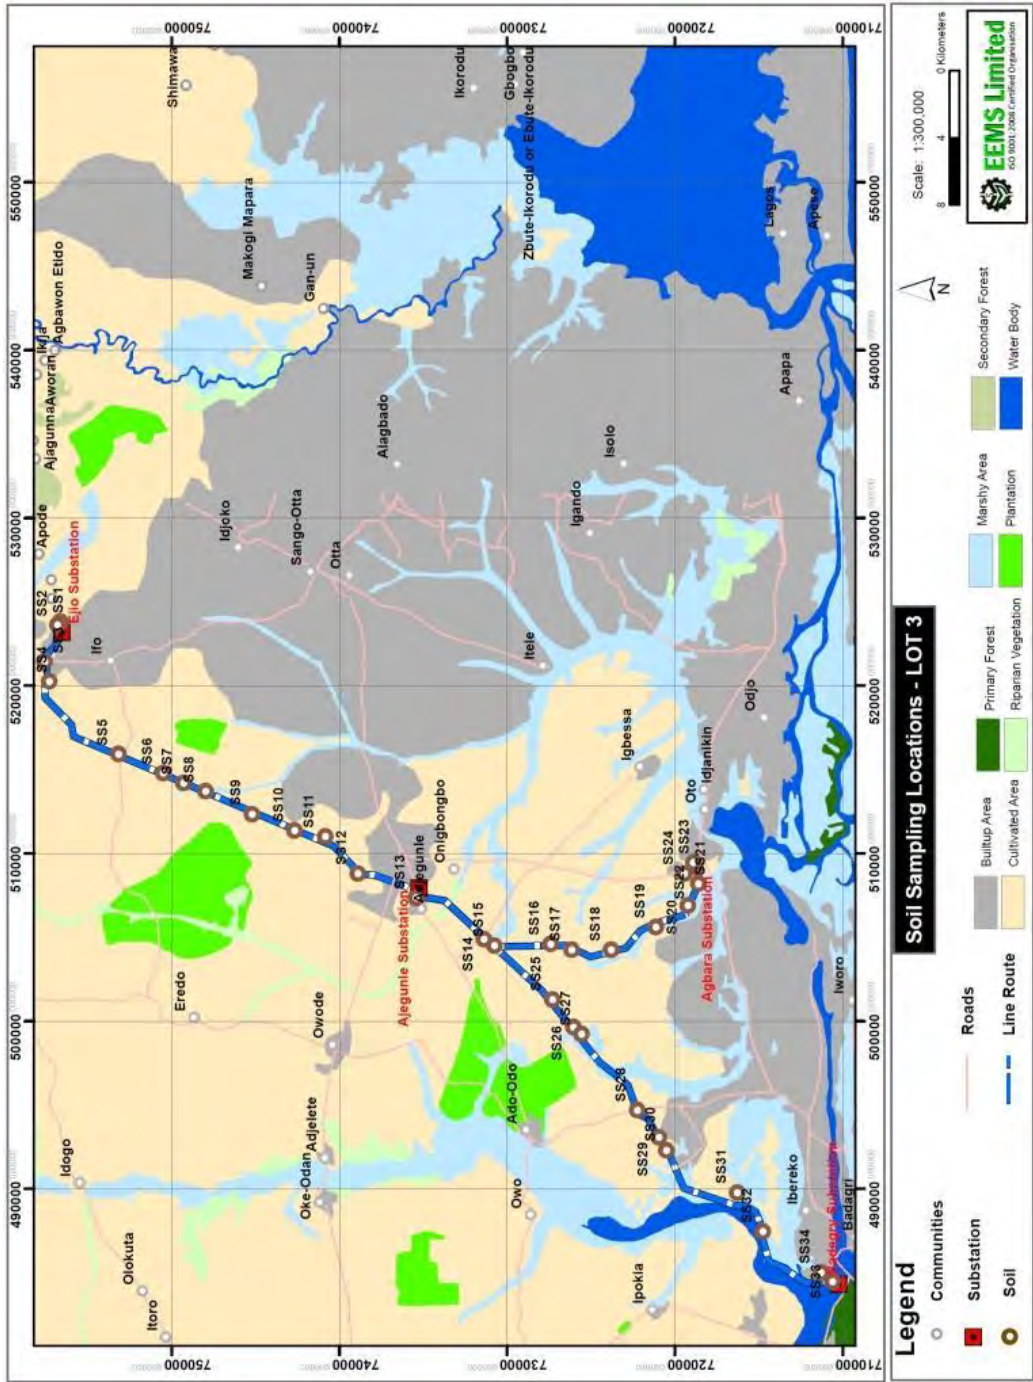 Soil Sampling Locations - LOT 3
750000
740000
730000
720000
710000
550000
540000
530000
520000
510000
500000
490000
Shimawa
Ikorodu
Gbogbo
Zbute-Ikorodu or Ebute-Ikorodu
Makogi Mapara
Gan-un
Lagos
Apese
Agbawon Etido
Ikija
Aworan
Ajagunna
Alagbado
Apapa
Isolo
Apode
Idjoko
Sango-Otta
Otta
Igando
SS2
SS1
Ejio Substation
SS4
Ifo
Itele
Odjo
SS5
SS6
SS7
SS8
SS9
SS10
SS11
SS12
Igbessa
Idjanikin
Oto
Onigbongbo
SS13
Ajegunle
Ajegunle Substation
SS24
SS23
SS22
SS21
SS20
SS19
SS18
SS17
SS16
SS15
SS14
Agbara Substation
SS25
SS27
SS26
Iworo
Eredo
Owode
Ado-Odo
SS28
SS30
SS29
SS31
SS32
Idogo
Adjelete
Oke-Odan
Owo
Ibereko
Badagri
SS34
SS33
Badagry Substation
Olokuta
Itoro
Ipokia
Legend
Communities
Substation
Soil
Roads
Line Route
Builtup Area
Cultivated Area
Primary Forest
Riparian Vegetation
Marshy Area
Plantation
Secondary Forest
Water Body
N
Scale: 1:300,000
8 4 0 Kilometers
EEMS Limited
ISO 9001:2008 Certified Organisation